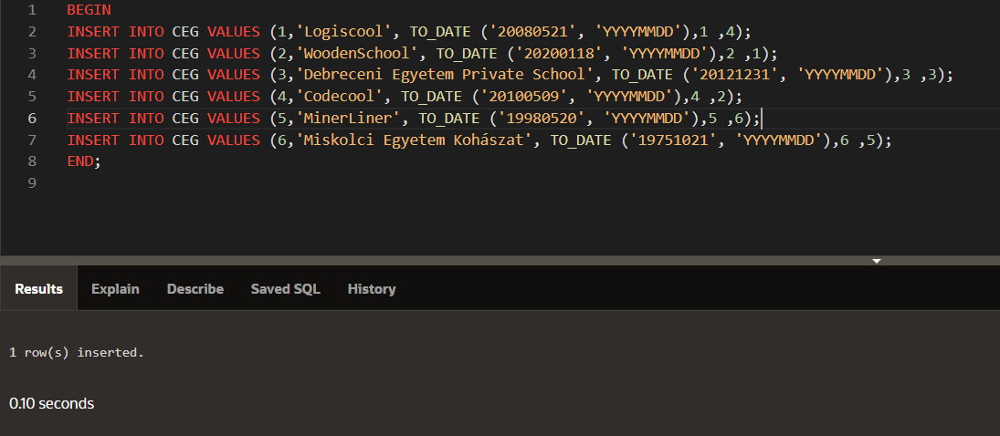 1 BEGIN
2 INSERT INTO CEG VALUES (1,'Logiscool', TO_DATE ('20080521', 'YYYYMMDD'),1 ,4);
3 INSERT INTO CEG VALUES (2,'WoodenSchool', TO_DATE ('20200118', 'YYYYMMDD'),2 ,1);
4 INSERT INTO CEG VALUES (3,'Debreceni Egyetem Private School', TO_DATE ('20121231', 'YYYYMMDD'),3 ,3);
5 INSERT INTO CEG VALUES (4,'Codecool', TO_DATE ('20100509', 'YYYYMMDD'),4 ,2);
6 INSERT INTO CEG VALUES (5,'MinerLiner', TO_DATE ('19980520', 'YYYYMMDD'),5 ,6);
7 INSERT INTO CEG VALUES (6,'Miskolci Egyetem Kohászat', TO_DATE ('19751021', 'YYYYMMDD'),6 ,5);
8 END;
9
Results Explain Describe Saved SQL History
1 row(s) inserted.
0.10 seconds